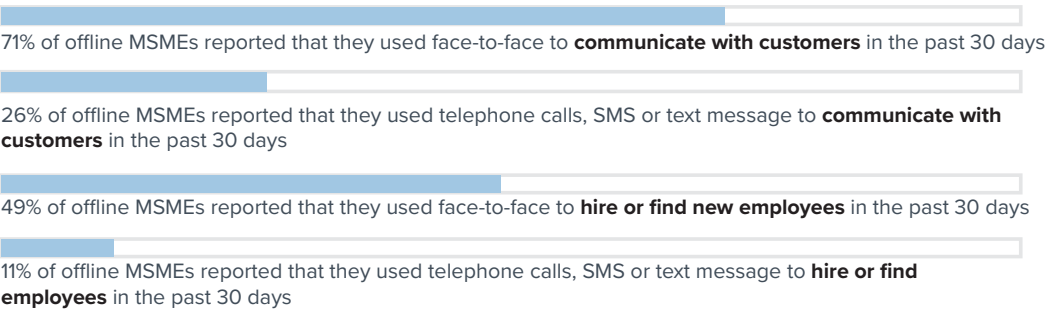 71% of offline MSMEs reported that they used face-to-face to communicate with customers in the past 30 days
26% of offline MSMEs reported that they used telephone calls, SMS or text message to communicate with
customers in the past 30 days
49% of offline MSMEs reported that they used face-to-face to hire or find new employees in the past 30 days
11% of offline MSMEs reported that they used telephone calls, SMS or text message to hire or find
employees in the past 30 days